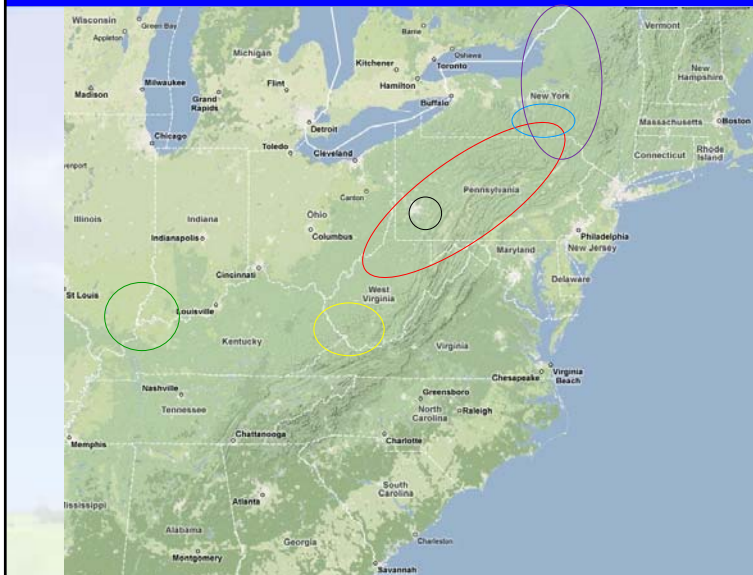 Wisconsin
Green Bay
Appleton
Michigan
Barrie
Oshawa
Toronto
Kitchener
Hamilton
Vermont
New
Hampshire
Milwaukee
Madison
Grand
Rapids
Flint
Buffalo
New York
Massachusetts
Boston
Detroit
Chicago
Toledo
Cleveland
Connecticut
Rhode
Island
venport
Canton
Pennsylvania
Illinois
Indiana
Ohio
Columbus
Indianapolis
Philadelphia
Maryland
New Jersey
Cincinnati
Delaware
St Louis
Louisville
West
Virginia
Kentucky
Virginia
Chesapeake
Virginia
Beach
Nashville
Tennessee
Greensboro
North
Carolina
Raleigh
Memphis
Chattanooga
Charlotte
South
Carolina
Atlanta
ississippi
Alabama
Georgia
Charleston
Montgomery
Savannah